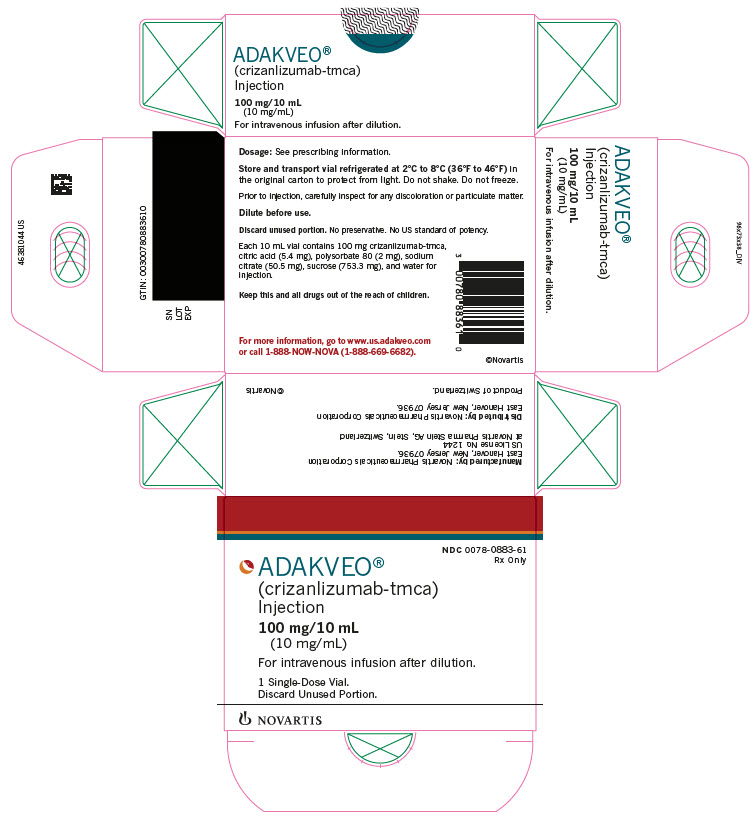 ADAKVEO®
(crizanlizumab-tmca)
Injection
100 mg/10 mL
(10 mg/mL)
For intravenous infusion after dilution.
Dosage: See prescribing information.
Store and transport vial refrigerated at 2°C to 8°C (36°F to 46°F) in
the original carton to protect from light. Do not shake. Do not freeze.
Prior to injection, carefully inspect for any discoloration or particulate matter.
Dilute before use.
Discard unused portion. No preservative. No US standard of potency.
Each 10 mL vial contains 100 mg crizanlizumab-tmca,
citric acid (5.4 mg), polysorbate 80 (2 mg), sodium
citrate (50.5 mg), sucrose (753.3 mg), and water for
injection.
Keep this and all drugs out of the reach of children.
For more information, go to www.us.adakveo.com
or call 1-888-NOW-NOVA (1-888-669-6682).
3 00780 88361 0
©Novartis
46381044 US
GTIN: 00300780883610
SN
LOT
EXP
ADAKVEO®
(crizanlizumab-tmca)
Injection
100 mg/10 mL
(10 mg/mL)
For intravenous infusion after dilution.
96x73x38_DIV
Manufactured by: Novartis Pharmaceuticals Corporation
East Hanover, New Jersey 07936
US License No. 1244
at Novartis Pharma Stein AG, Stein, Switzerland
Distributed by: Novartis Pharmaceuticals Corporation
East Hanover, New Jersey 07936.
Product of Switzerland.
©Novartis
NDC 0078-0883-61
Rx Only
ADAKVEO®
(crizanlizumab-tmca)
Injection
100 mg/10 mL
(10 mg/mL)
For intravenous infusion after dilution.
1 Single-Dose Vial.
Discard Unused Portion.
NOVARTIS